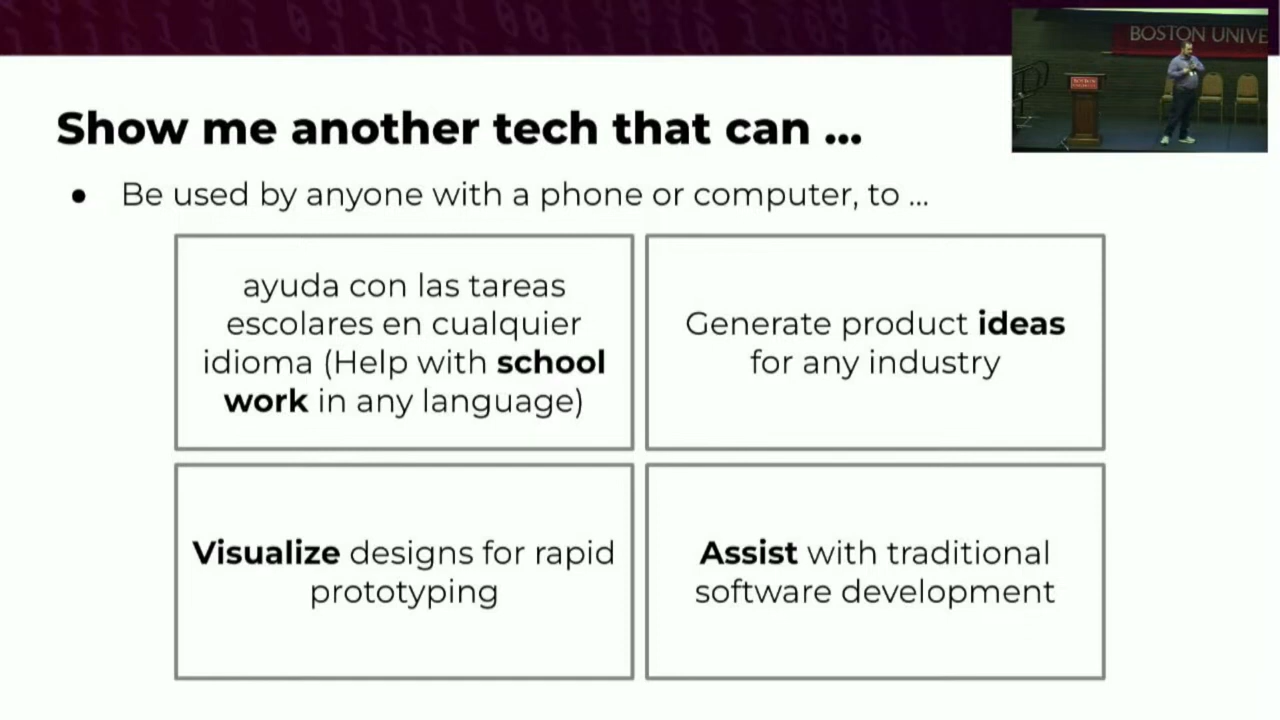 BOSTON UNIVE
Show me another tech that can ...
● Be used by anyone with a phone or computer, to ...
ayuda con las tareas
escolares en cualquier
idioma (Help with school
work in any language)
Generate product ideas
for any industry
Visualize designs for rapid
prototyping
Assist with traditional
software development